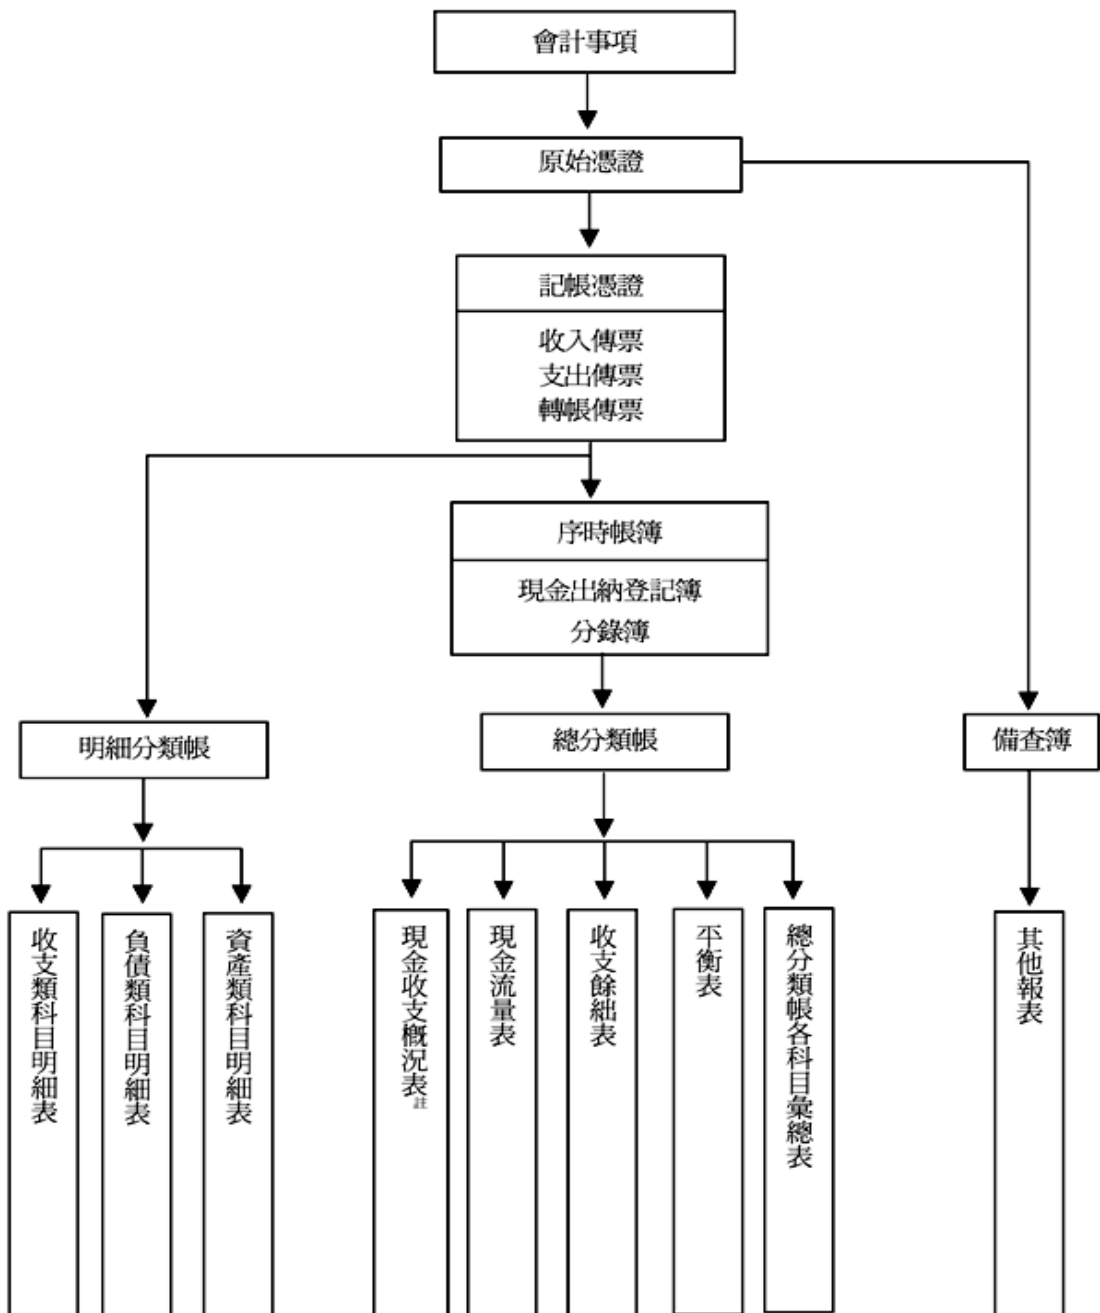 會計事項
原始憑證
記帳憑證
收入傳票
支出傳票
轉帳傳票
序時帳簿
現金出納登記簿
分錄簿
明細分類帳
總分類帳
備查簿
收支類科目明細表
負債類科目明細表
資產類科目明細表
現金收支概況表註
現金流量表
收支餘絀表
平衡表
總分類帳各科目彙總表
其他報表